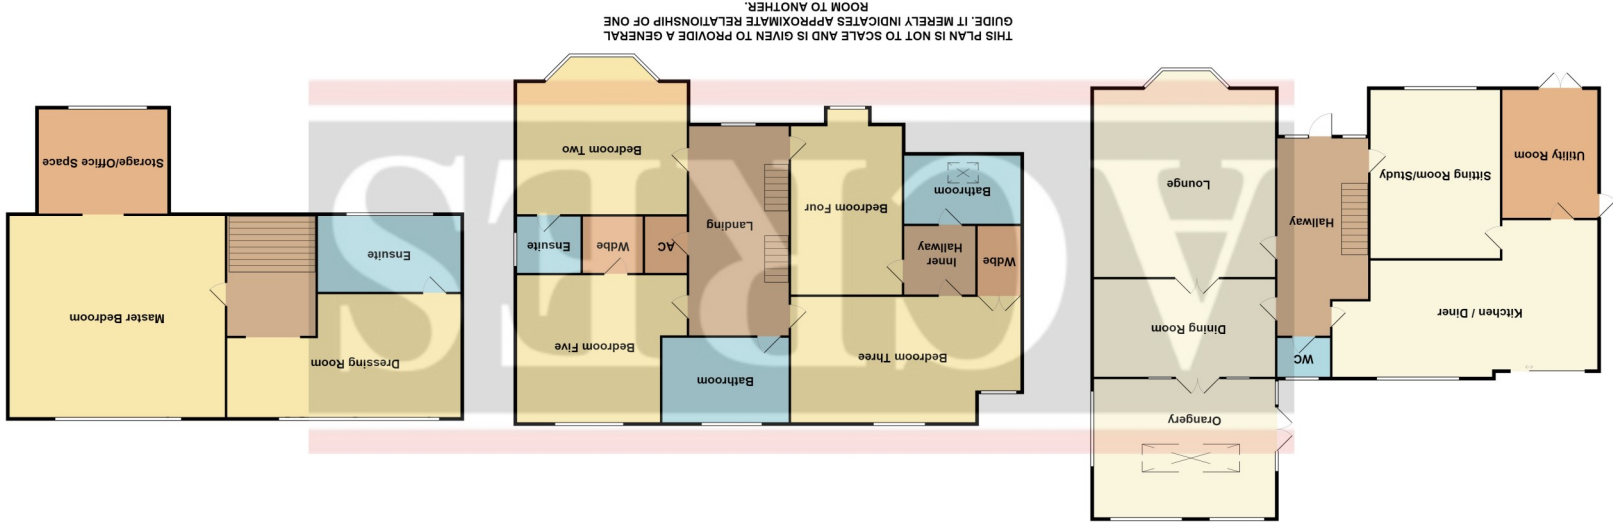 Utility Room
Sitting Room/Study
Kitchen / Diner
Hallway
WC
Lounge
Dining Room
Orangery
Bathroom
Inner
Hallway
Wdbe
Bedroom Three
Bedroom Four
Landing
Bathroom
Bedroom Two
AC
Wdbe
Ensuite
Bedroom Five
Ensuite
Dressing Room
Master Bedroom
Storage/Office Space
THIS PLAN IS NOT TO SCALE AND IS GIVEN TO PROVIDE A GENERAL
GUIDE. IT MERELY INDICATES APPROXIMATE RELATIONSHIP OF ONE
ROOM TO ANOTHER.
ACRES